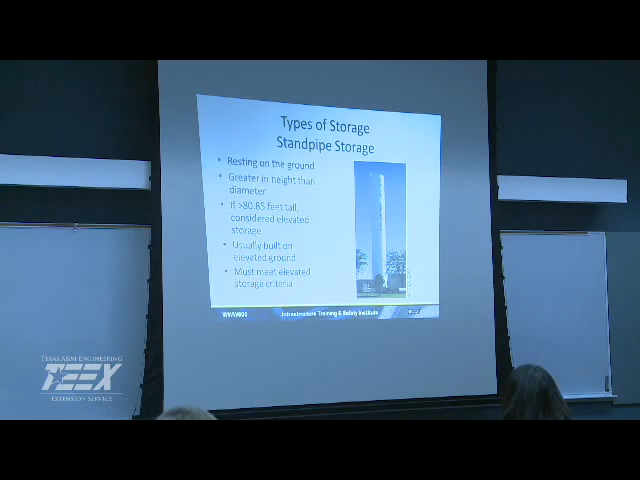 Types of Storage
Standpipe Storage
• Resting on the ground
• Greater in height than
diameter
• If >80.85 feet tall,
considered elevated
storage
• Usually built on
elevated ground
• Must meet elevated
storage criteria
Infrastructure Training & Safety Institute
TEXAS A&M ENGINEERING
TEEX
EXTENSION SERVICE